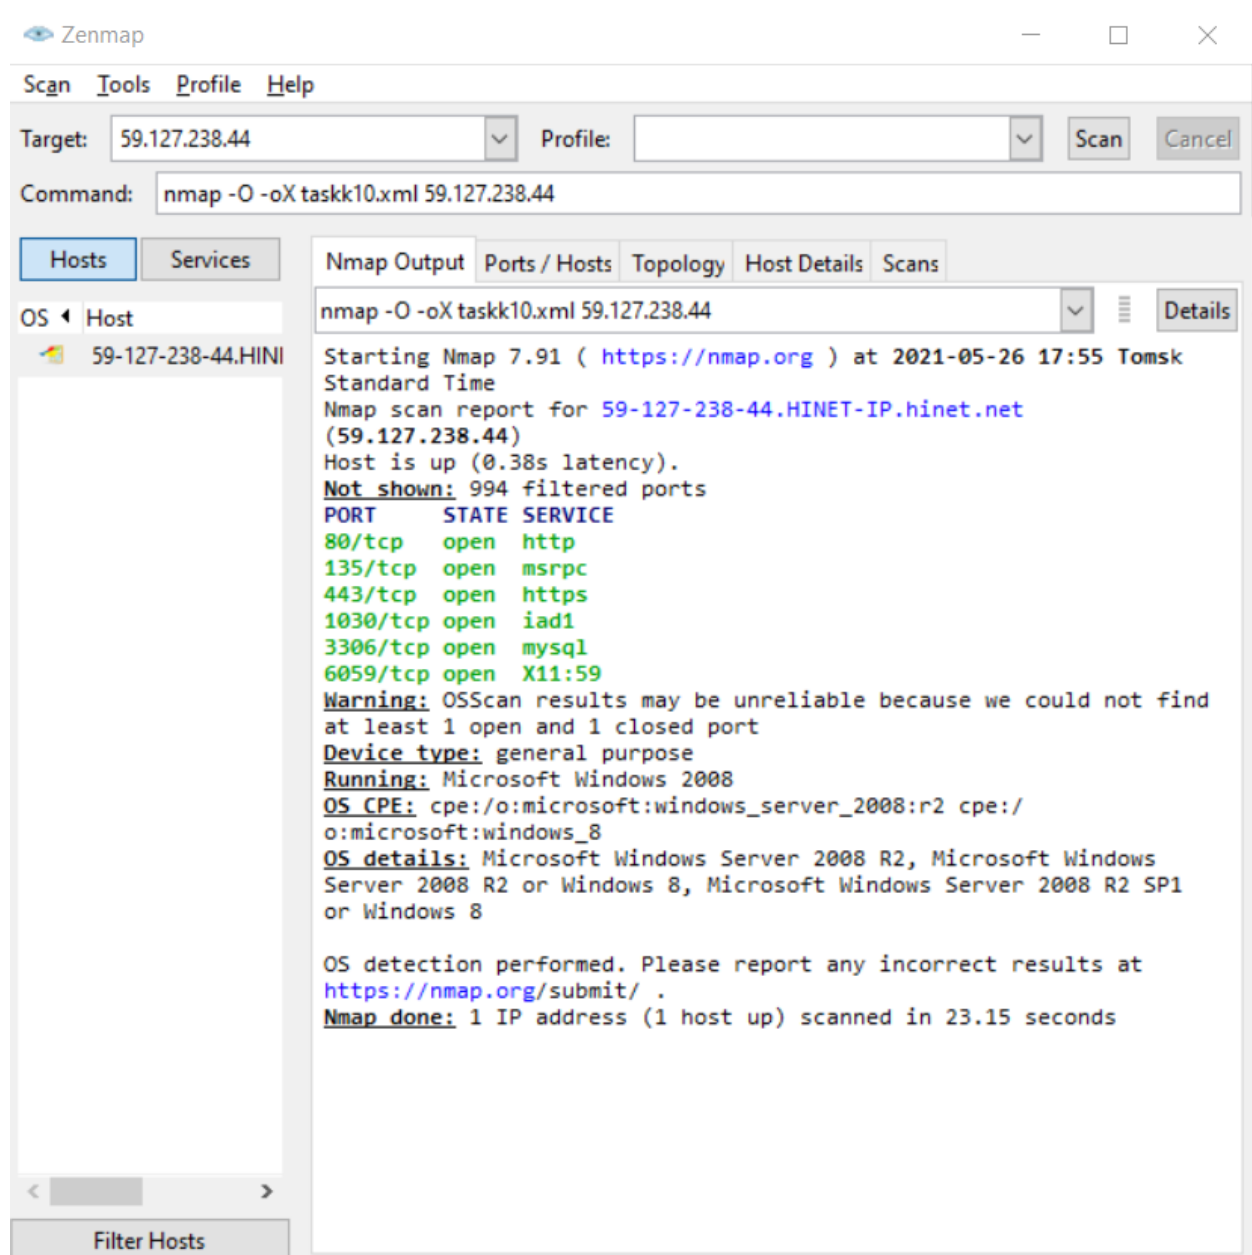 Zenmap
Scan Tools Profile Help
Target: 59.127.238.44 Profile: Scan Cancel
Command: nmap -O -oX taskk10.xml 59.127.238.44
Hosts Services
Nmap Output Ports / Hosts Topology Host Details Scans
OS Host
nmap -O -oX taskk10.xml 59.127.238.44 Details
59-127-238-44.HINI
Starting Nmap 7.91 ( https://nmap.org ) at 2021-05-26 17:55 Tomsk
Standard Time
Nmap scan report for 59-127-238-44.HINET-IP.hinet.net
(59.127.238.44)
Host is up (0.38s latency).
Not shown: 994 filtered ports
PORT STATE SERVICE
80/tcp open http
135/tcp open msrpc
443/tcp open https
1030/tcp open iad1
3306/tcp open mysql
6059/tcp open X11:59
Warning: OSScan results may be unreliable because we could not find
at least 1 open and 1 closed port
Device type: general purpose
Running: Microsoft Windows 2008
OS CPE: cpe:/o:microsoft:windows_server_2008:r2 cpe:/
o:microsoft:windows_8
OS details: Microsoft Windows Server 2008 R2, Microsoft Windows
Server 2008 R2 or Windows 8, Microsoft Windows Server 2008 R2 SP1
or Windows 8
OS detection performed. Please report any incorrect results at
https://nmap.org/submit/ .
Nmap done: 1 IP address (1 host up) scanned in 23.15 seconds
Filter Hosts